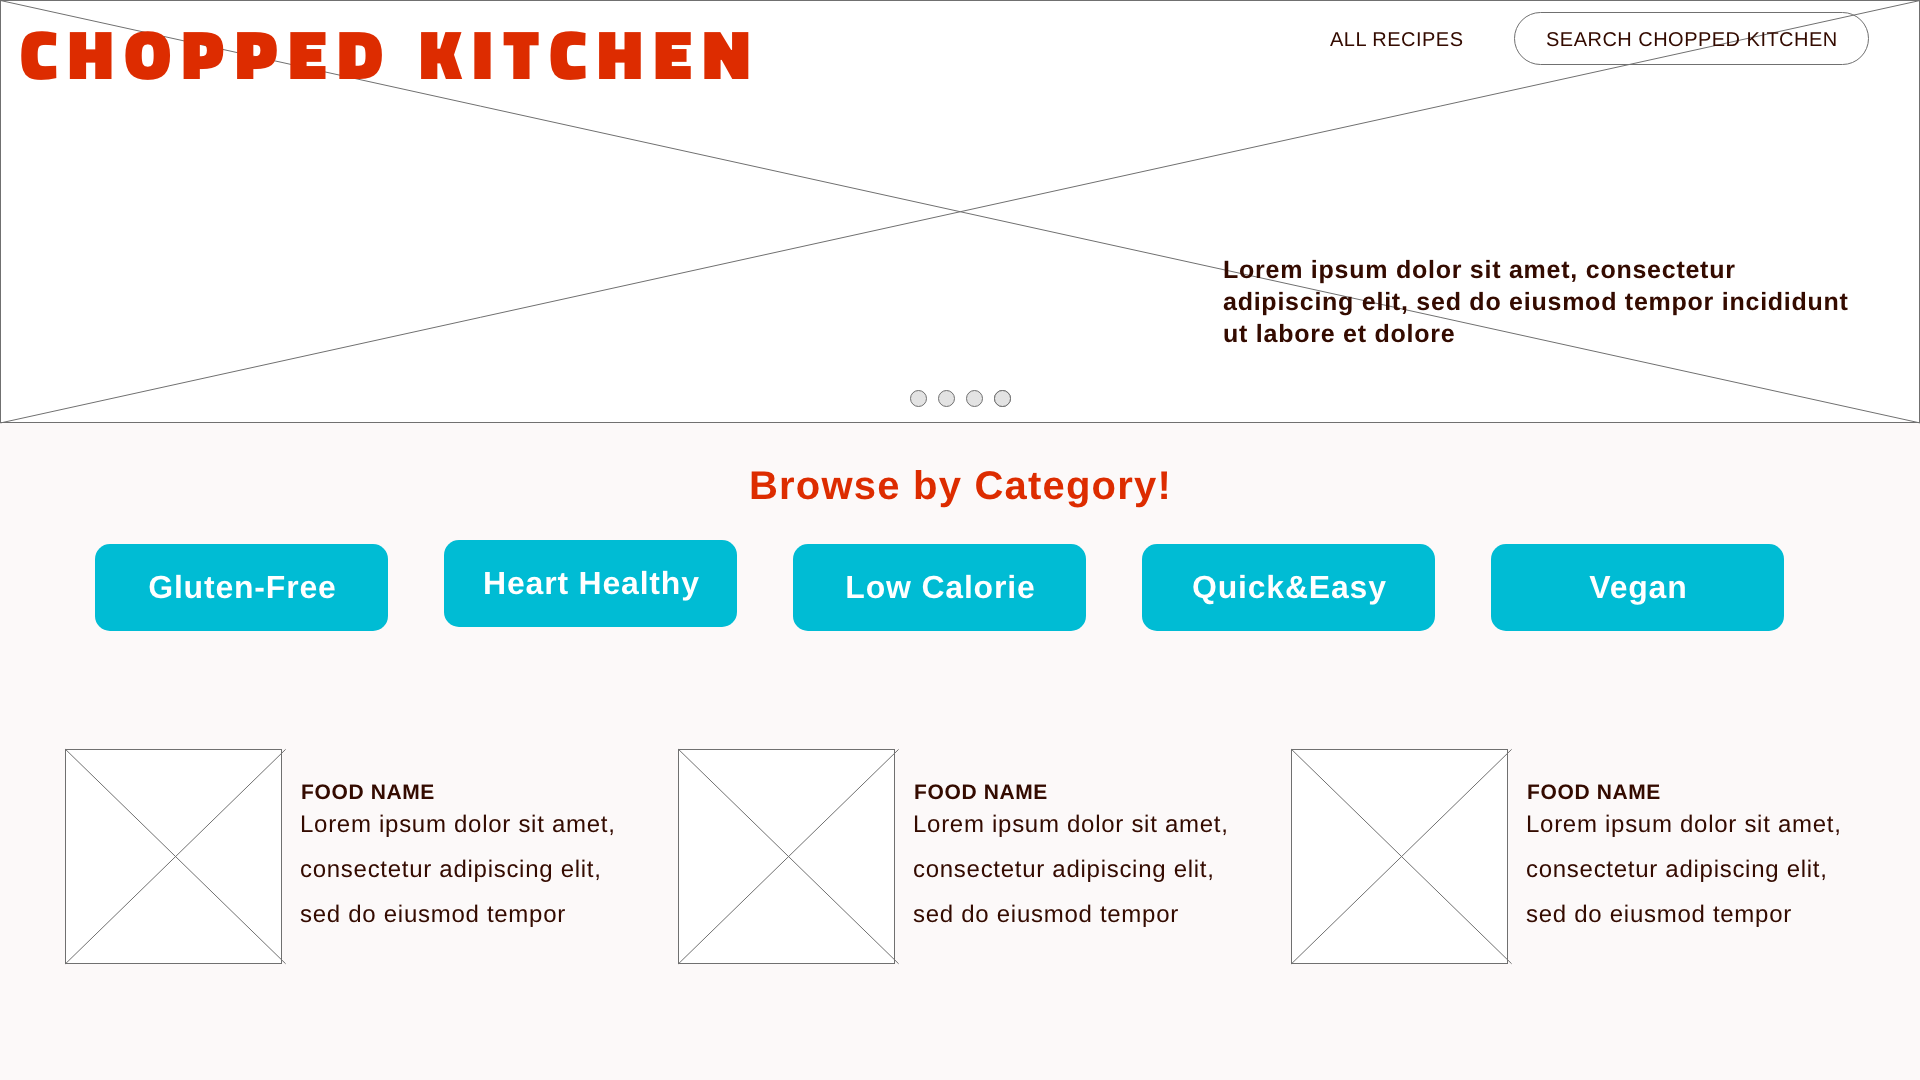 CHOPPED KITCHEN
ALL RECIPES
SEARCH CHOPPED KITCHEN
Lorem ipsum dolor sit amet, consectetur
adipiscing elit, sed do eiusmod tempor incididunt
ut labore et dolore
Browse by Category!
Gluten-Free
Heart Healthy
Low Calorie
Quick&Easy
Vegan
FOOD NAME
Lorem ipsum dolor sit amet,
consectetur adipiscing elit,
sed do eiusmod tempor
FOOD NAME
Lorem ipsum dolor sit amet,
consectetur adipiscing elit,
sed do eiusmod tempor
FOOD NAME
Lorem ipsum dolor sit amet,
consectetur adipiscing elit,
sed do eiusmod tempor